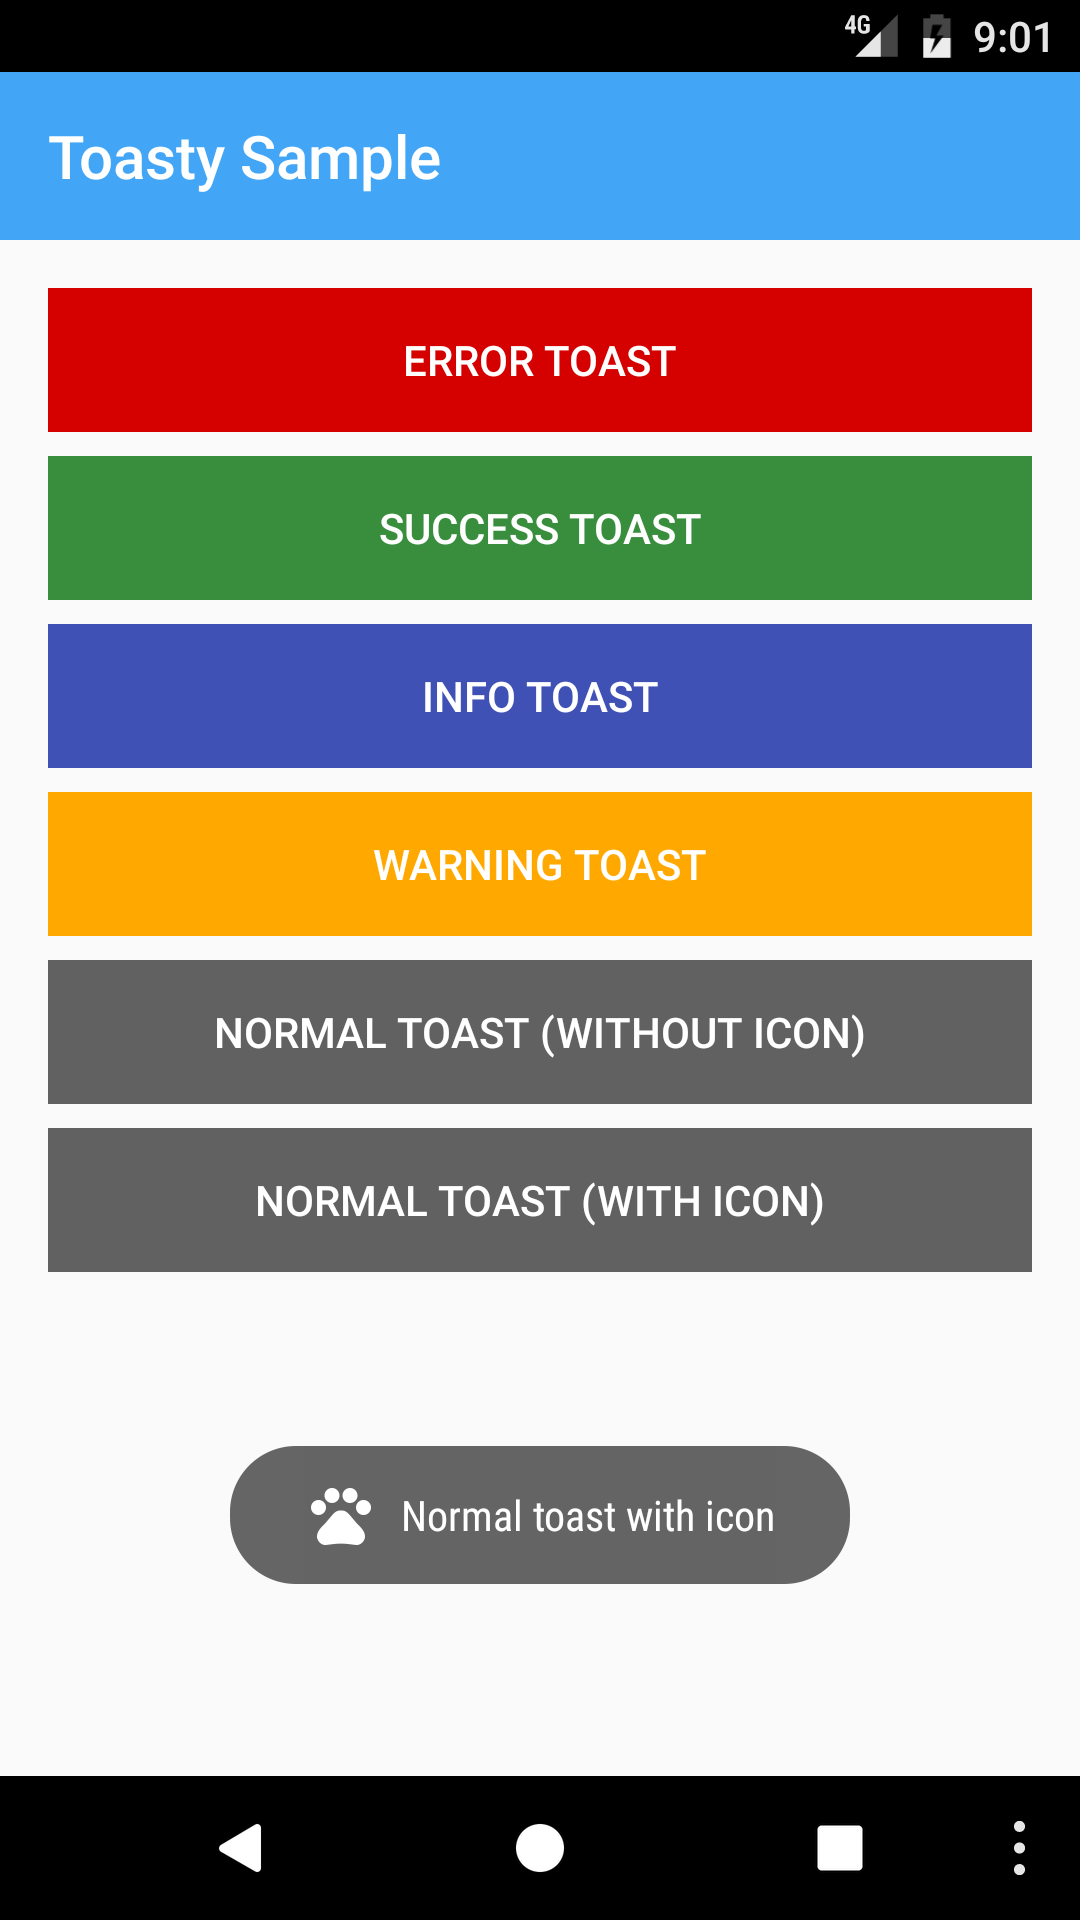 4G 9:01
Toasty Sample
ERROR TOAST
SUCCESS TOAST
INFO TOAST
WARNING TOAST
NORMAL TOAST (WITHOUT ICON)
NORMAL TOAST (WITH ICON)
Normal toast with icon